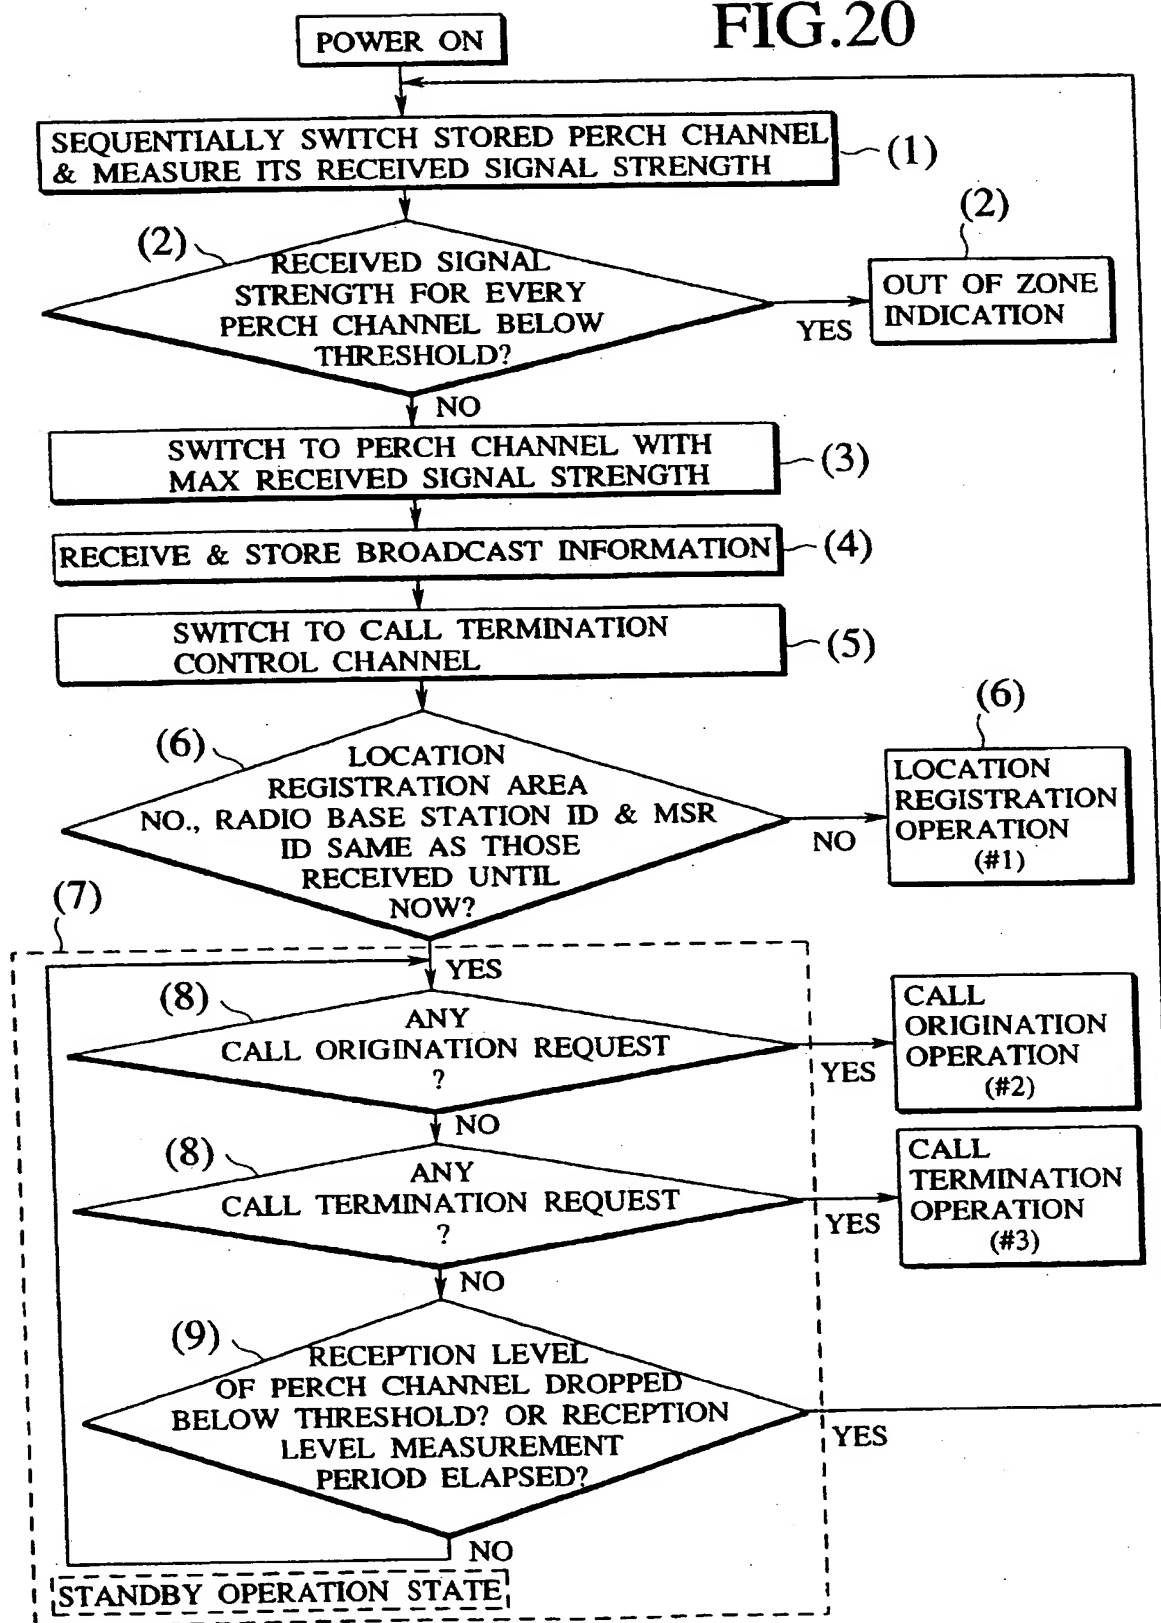 FIG.20
POWER ON
SEQUENTIALLY SWITCH STORED PERCH CHANNEL
& MEASURE ITS RECEIVED SIGNAL STRENGTH
(1)
(2)
RECEIVED SIGNAL
STRENGTH FOR EVERY
PERCH CHANNEL BELOW
THRESHOLD?
YES
(2)
OUT OF ZONE
INDICATION
NO
SWITCH TO PERCH CHANNEL WITH
MAX RECEIVED SIGNAL STRENGTH
(3)
RECEIVE & STORE BROADCAST INFORMATION
(4)
SWITCH TO CALL TERMINATION
CONTROL CHANNEL
(5)
(6)
LOCATION
REGISTRATION AREA
NO., RADIO BASE STATION ID & MSR
ID SAME AS THOSE
RECEIVED UNTIL
NOW?
NO
(6)
LOCATION
REGISTRATION
OPERATION
(#1)
(7)
YES
(8)
ANY
CALL ORIGINATION REQUEST
?
YES
CALL
ORIGINATION
OPERATION
(#2)
NO
(8)
ANY
CALL TERMINATION REQUEST
?
YES
CALL
TERMINATION
OPERATION
(#3)
NO
(9)
RECEPTION LEVEL
OF PERCH CHANNEL DROPPED
BELOW THRESHOLD? OR RECEPTION
LEVEL MEASUREMENT
PERIOD ELAPSED?
YES
NO
STANDBY OPERATION STATE